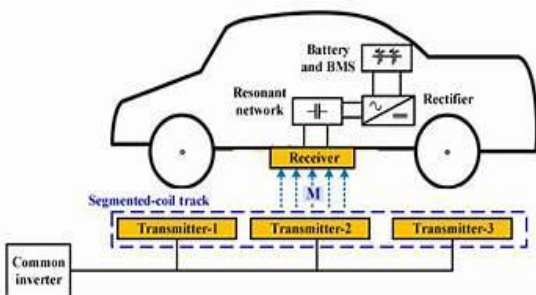 Battery
and BMS
Resonant
network
Rectifier
Receiver
M
Segmented-coil track
Transmitter-1
Transmitter-2
Transmitter-3
Common
inverter